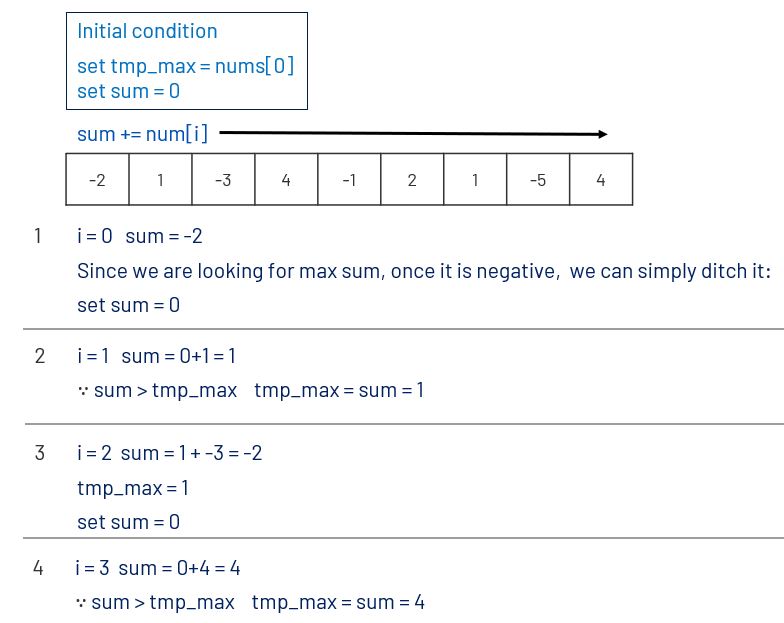 Initial condition
set tmp_max = nums[0]
set sum = 0
sum += num[i]
-2 1 -3 4 -1 2 1 -5 4
1 i = 0 sum = -2
Since we are looking for max sum, once it is negative, we can simply ditch it:
set sum = 0
2 i = 1 sum = 0+1 = 1
∵ sum > tmp_max tmp_max = sum = 1
3 i = 2 sum = 1 + -3 = -2
tmp_max = 1
set sum = 0
4 i = 3 sum = 0+4 = 4
∵ sum > tmp_max tmp_max = sum = 4